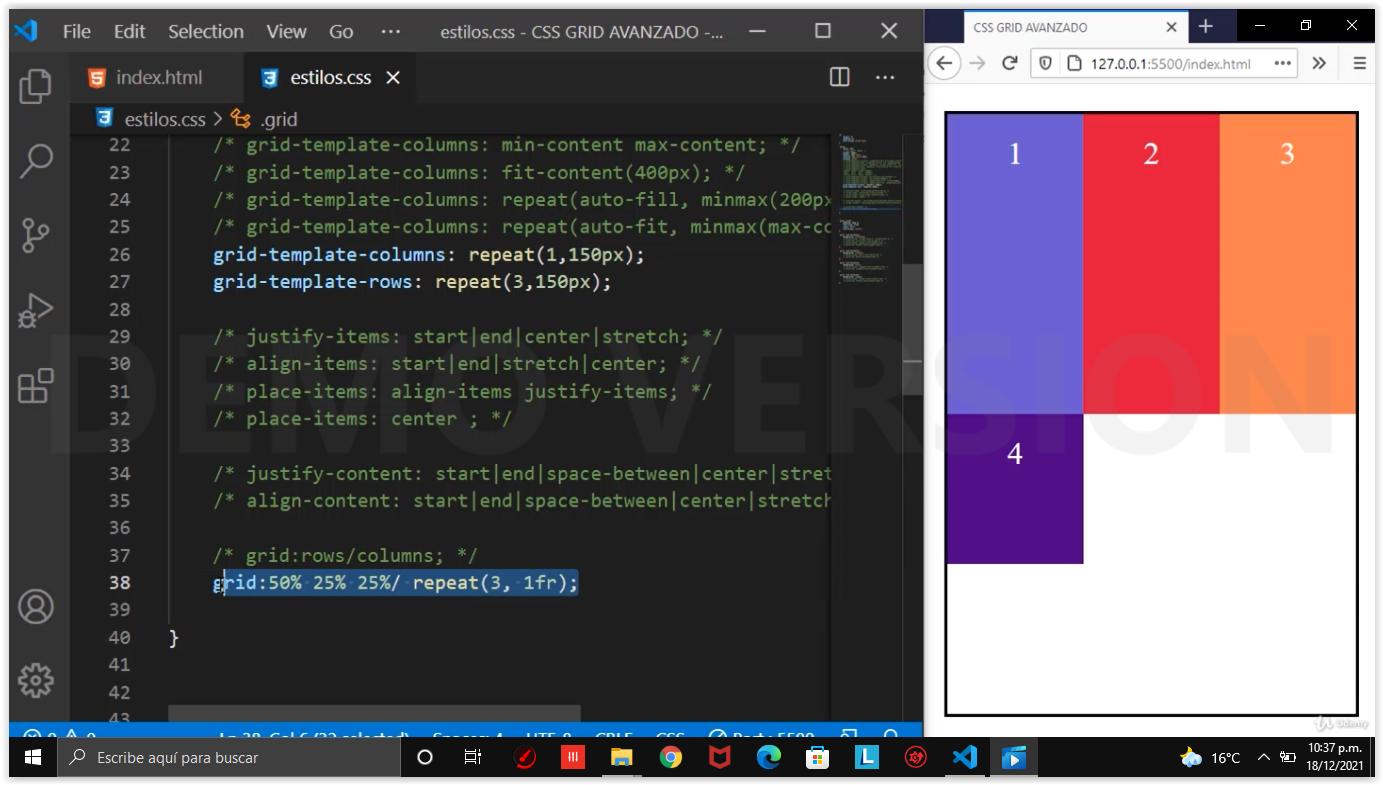 File Edit Selection View Go ··· estilos.css - CSS GRID AVANZADO -...
index.html estilos.css
estilos.css > .grid
22 /* grid-template-columns: min-content max-content; */
23 /* grid-template-columns: fit-content(400px); */
24 /* grid-template-columns: repeat(auto-fill, minmax(200px
25 /* grid-template-columns: repeat(auto-fit, minmax(max-co
26 grid-template-columns: repeat(1,150px);
27 grid-template-rows: repeat(3,150px);
28
29 /* justify-items: start|end|center|stretch; */
30 /* align-items: start|end|stretch|center; */
31 /* place-items: align-items justify-items; */
32 /* place-items: center ; */
33
34 /* justify-content: start|end|space-between|center|stret
35 /* align-content: start|end|space-between|center|stretch
36
37 /* grid:rows/columns; */
38 grid:50% 25% 25%/ repeat(3, 1fr);
39
40 }
41
42
43
CSS GRID AVANZADO
127.0.0.1:5500/index.html
1 2 3
4
DEMO VERSION
Udemy
Escribe aquí para buscar
16°C
10:37 p.m.
18/12/2021